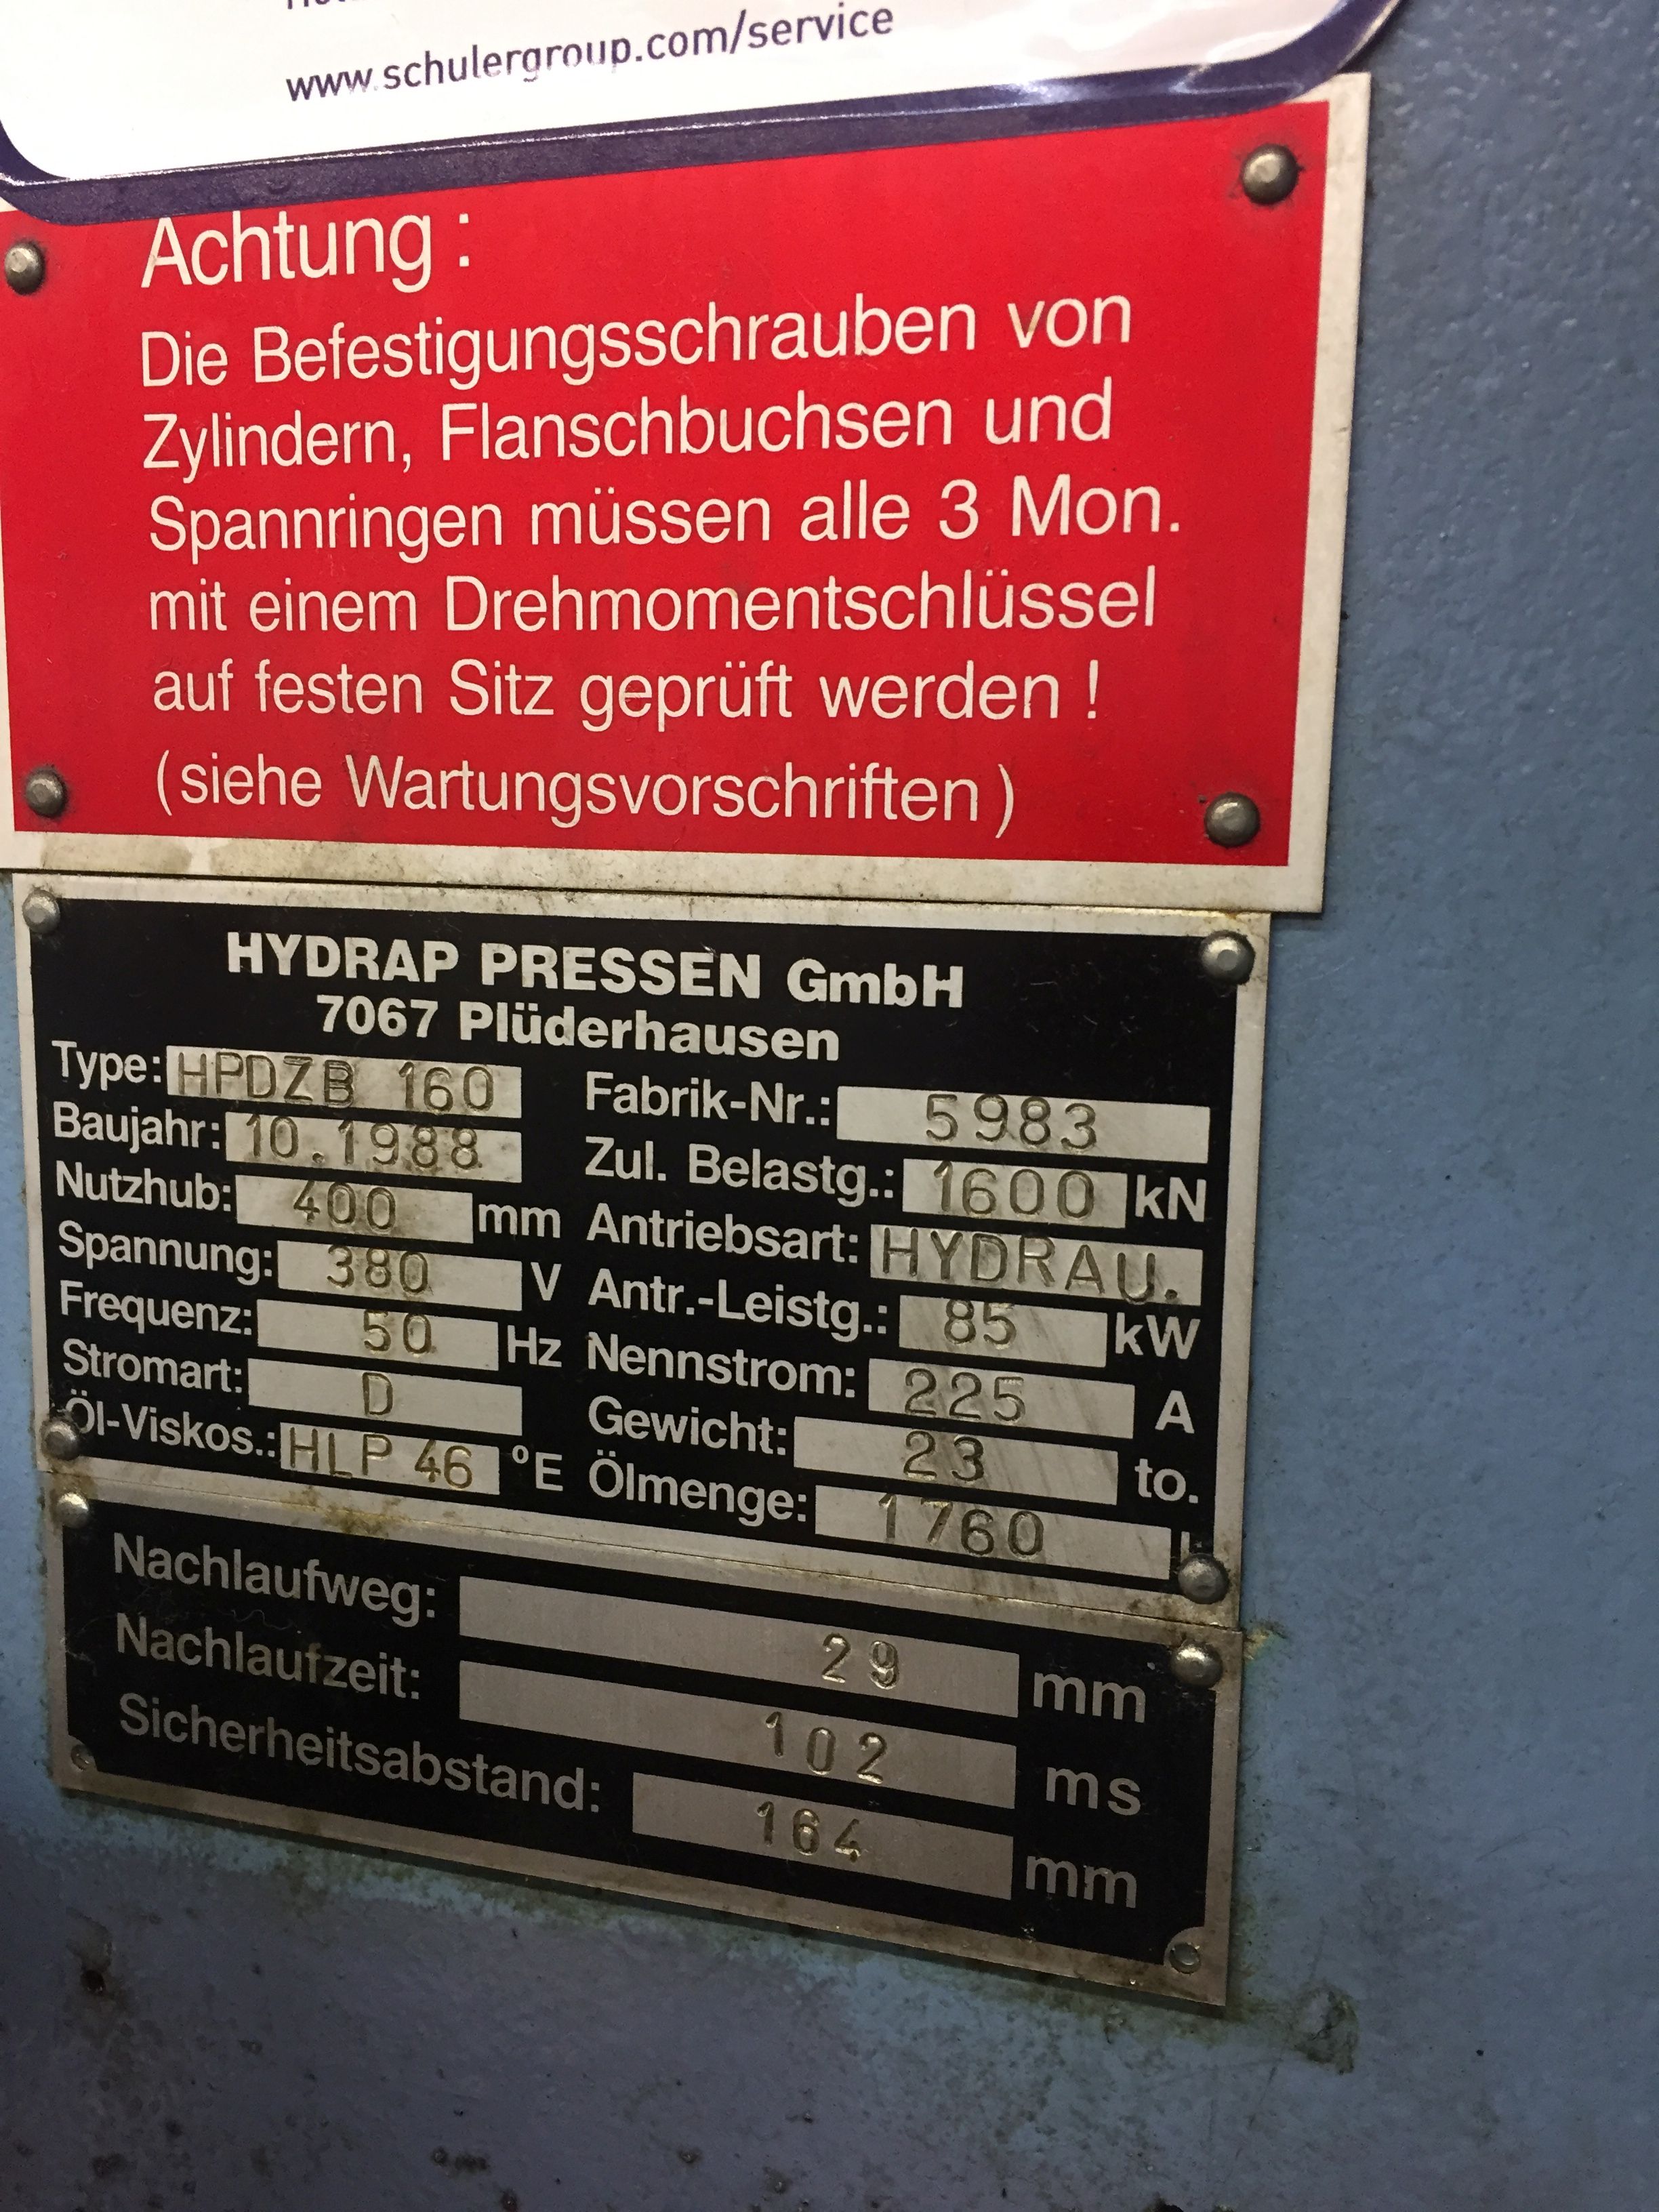 www.schulergroup.com/service
Achtung :
Die Befestigungsschrauben von
Zylindern, Flanschbuchsen und
Spannringen müssen alle 3 Mon.
mit einem Drehmomentschlüssel
auf festen Sitz geprüft werden !
(siehe Wartungsvorschriften)
HYDRAP PRESSEN GmbH
7067 Plüderhausen
Type: HPDZB 160
Baujahr: 10.1988
Nutzhub: 400 mm
Spannung: 380 V
Frequenz: 50 Hz
Stromart: D
Öl-Viskos.: HLP 46 °E
Fabrik-Nr.: 5983
Zul. Belastg.: 1600 kN
Antriebsart: HYDRAU.
Antr.-Leistg.: 85 kW
Nennstrom: 225 A
Gewicht: 23 to.
Ölmenge: 1760 l
Nachlaufweg: 29 mm
Nachlaufzeit: 102 ms
Sicherheitsabstand: 164 mm